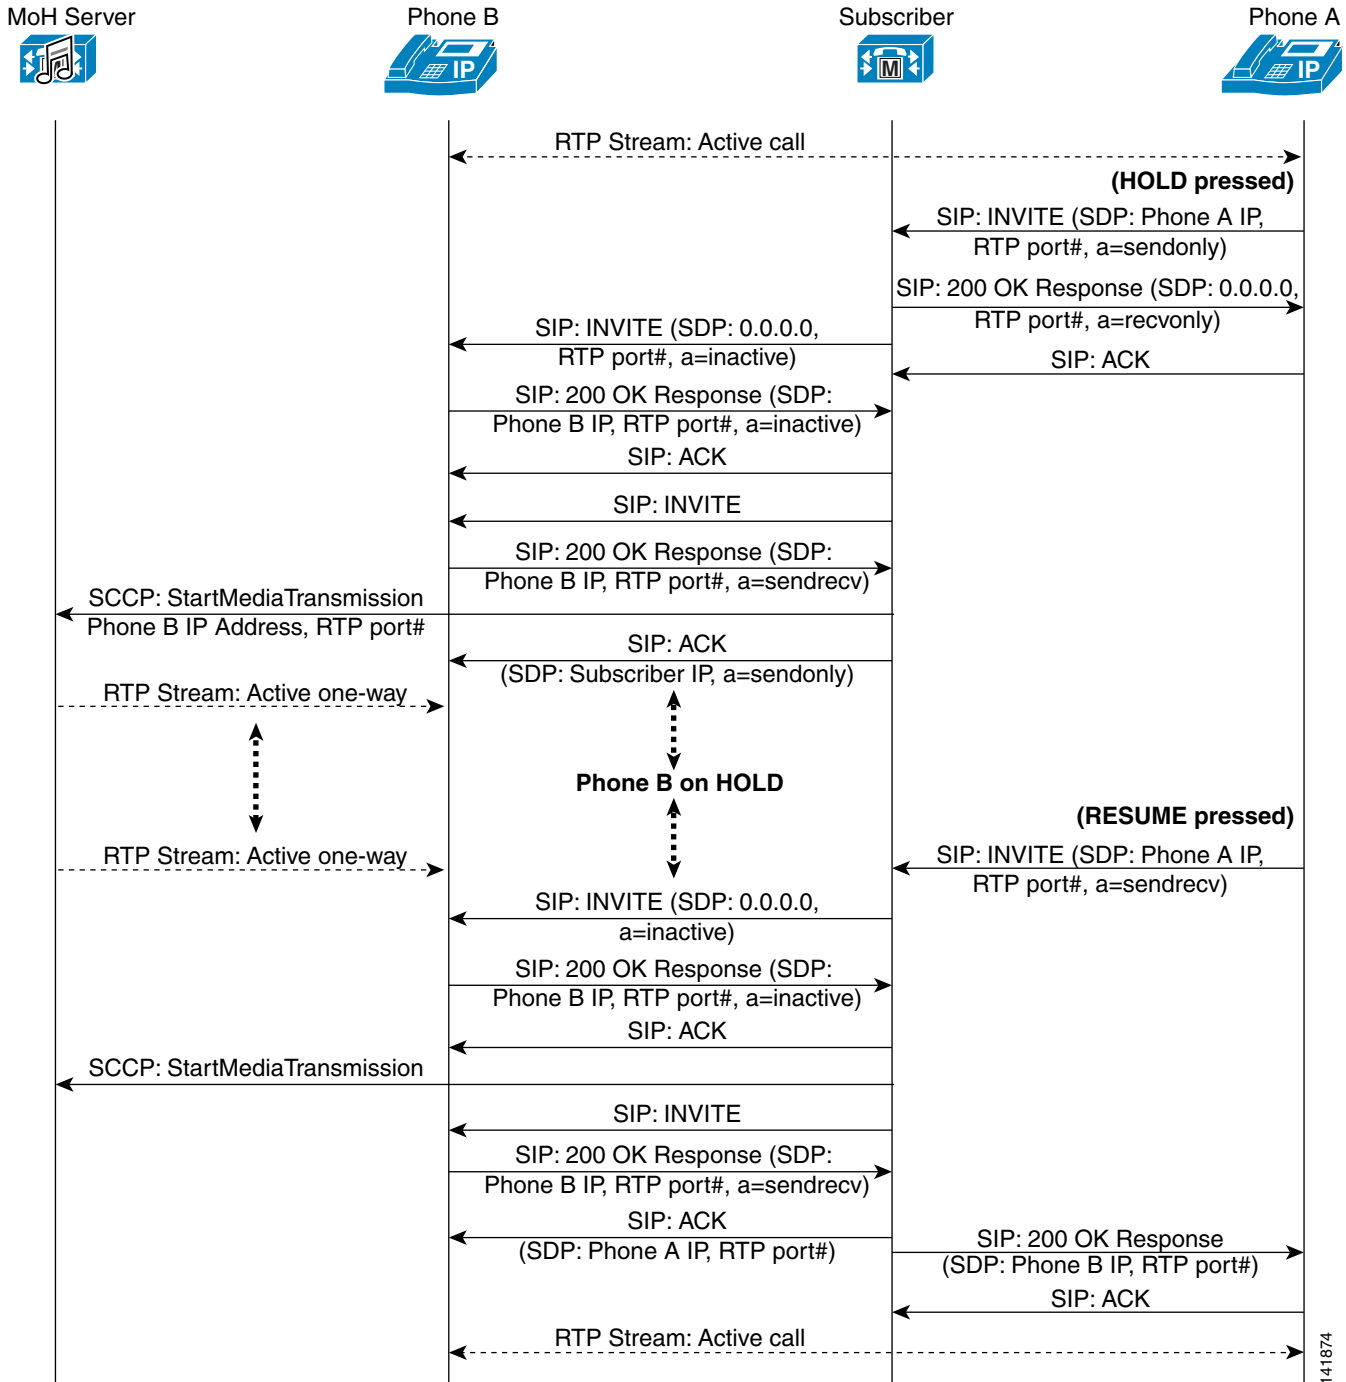 MoH Server
Phone B
Subscriber
Phone A
IP
M
IP
RTP Stream: Active call
(HOLD pressed)
SIP: INVITE (SDP: Phone A IP,
RTP port#, a=sendonly)
SIP: 200 OK Response (SDP: 0.0.0.0,
RTP port#, a=recvonly)
SIP: INVITE (SDP: 0.0.0.0,
RTP port#, a=inactive)
SIP: ACK
SIP: 200 OK Response (SDP:
Phone B IP, RTP port#, a=inactive)
SIP: ACK
SIP: INVITE
SIP: 200 OK Response (SDP:
Phone B IP, RTP port#, a=sendrecv)
SCCP: StartMediaTransmission
Phone B IP Address, RTP port#
SIP: ACK
(SDP: Subscriber IP, a=sendonly)
RTP Stream: Active one-way
Phone B on HOLD
(RESUME pressed)
RTP Stream: Active one-way
SIP: INVITE (SDP: Phone A IP,
RTP port#, a=sendrecv)
SIP: INVITE (SDP: 0.0.0.0,
a=inactive)
SIP: 200 OK Response (SDP:
Phone B IP, RTP port#, a=inactive)
SIP: ACK
SCCP: StartMediaTransmission
SIP: INVITE
SIP: 200 OK Response (SDP:
Phone B IP, RTP port#, a=sendrecv)
SIP: ACK
(SDP: Phone A IP, RTP port#)
SIP: 200 OK Response
(SDP: Phone B IP, RTP port#)
SIP: ACK
RTP Stream: Active call
141874